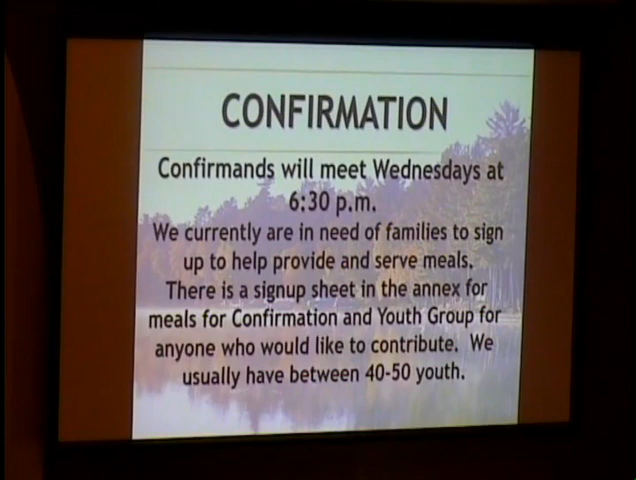 CONFIRMATION
Confirmands will meet Wednesdays at
6:30 p.m.
We currently are in need of families to sign
up to help provide and serve meals.
There is a signup sheet in the annex for
meals for Confirmation and Youth Group for
anyone who would like to contribute. We
usually have between 40-50 youth.